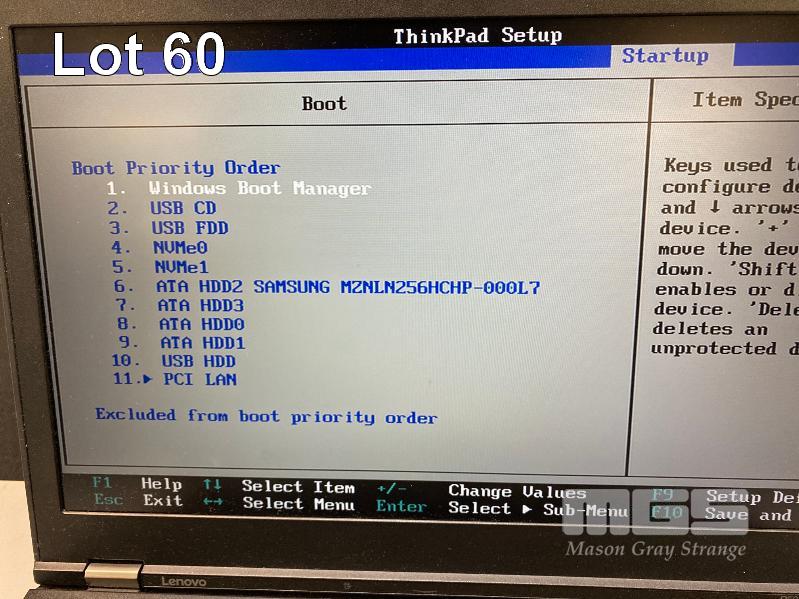 Lot 60
ThinkPad Setup
Startup
Boot
Item Spec
Boot Priority Order
1. Windows Boot Manager
2. USB CD
3. USB FDD
4. NVMe0
5. NVMe1
6. ATA HDD2 SAMSUNG MZNLN256HCHP-000L7
7. ATA HDD3
8. ATA HDD0
9. ATA HDD1
10. USB HDD
11.▶ PCI LAN
Excluded from boot priority order
Keys used t
configure de
and ↓ arrows
device. '+'
move the dev
down. 'Shift
enables or d
device. 'Dele
deletes an
unprotected d
F1 Help ↑↓ Select Item +/- Change Values F9 Setup De
Esc Exit ←→ Select Menu Enter Select ▶ Sub-Menu F10 Save and
MGS
Mason Gray Strange
Lenovo